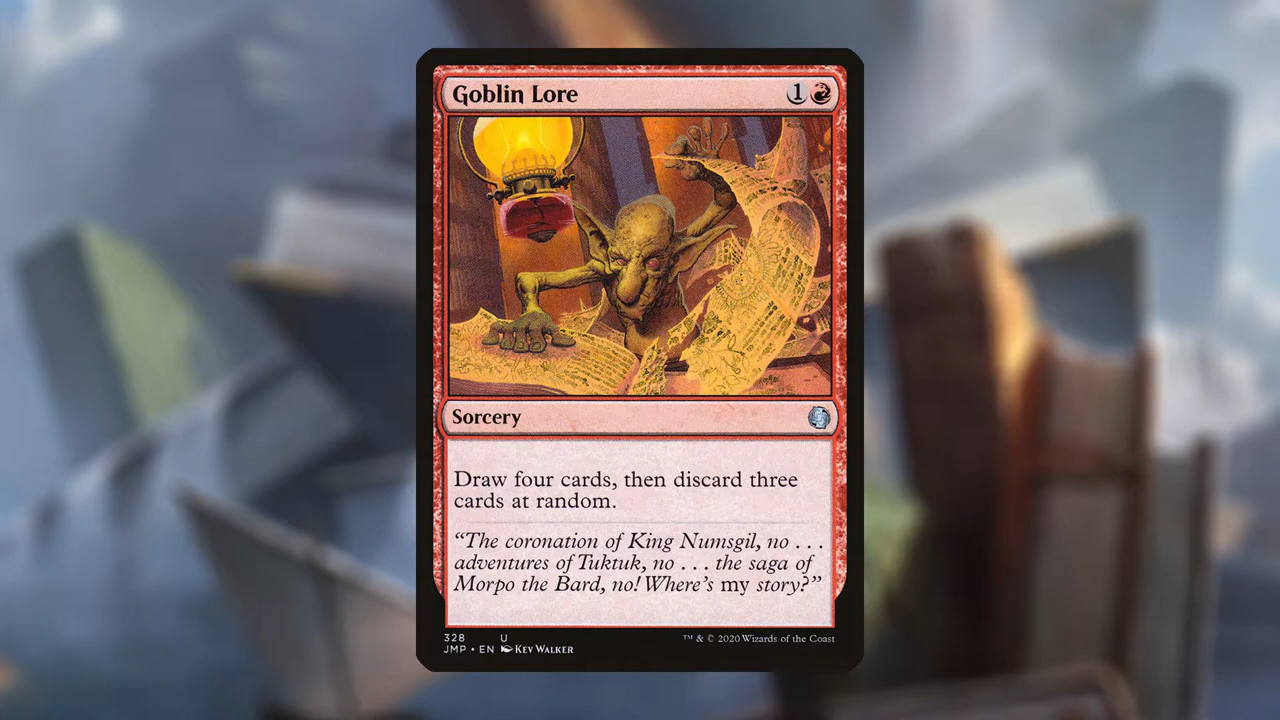 Goblin Lore 1
Sorcery
Draw four cards, then discard three
cards at random.
“The coronation of King Numsgil, no . . .
adventures of Tuktuk, no . . . the saga of
Morpo the Bard, no! Where’s my story?”
328 U ™ & © 2020 Wizards of the Coast
JMP • EN Kev Walker